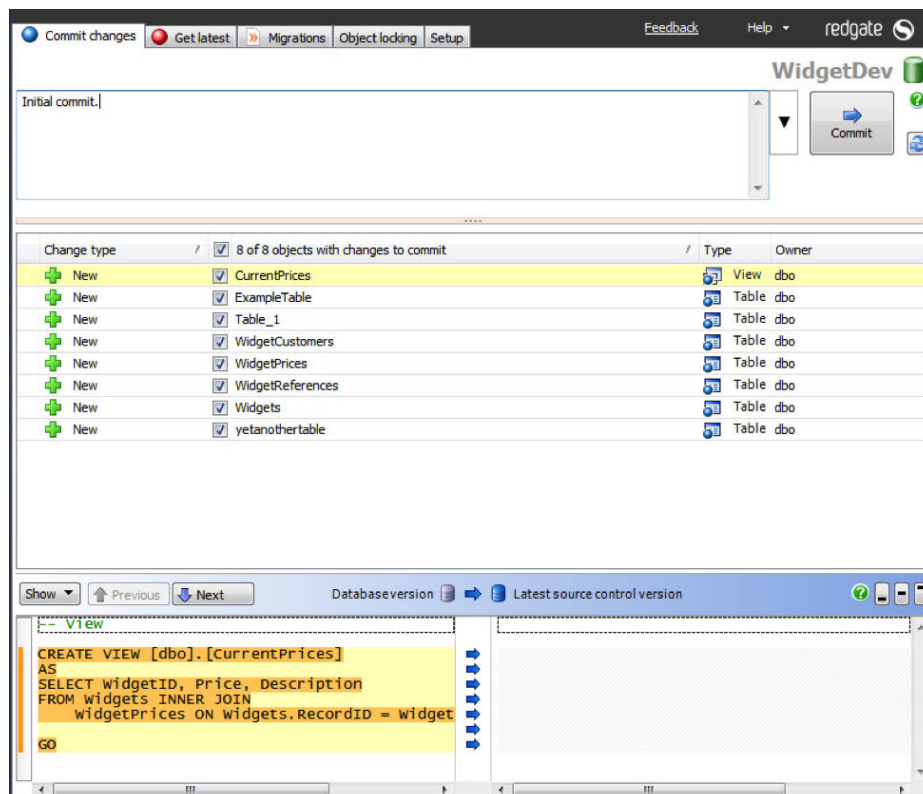 Commit changes Get latest Migrations Object locking Setup Feedback Help redgate
WidgetDev
Initial commit.
Commit
Change type / 8 of 8 objects with changes to commit / Type Owner
New CurrentPrices View dbo
New ExampleTable Table dbo
New Table_1 Table dbo
New WidgetCustomers Table dbo
New WidgetPrices Table dbo
New WidgetReferences Table dbo
New Widgets Table dbo
New yetanothertable Table dbo
Show Previous Next Database version Latest source control version
-- View
CREATE VIEW [dbo].[CurrentPrices]
AS
SELECT WidgetID, Price, Description
FROM Widgets INNER JOIN
WidgetPrices ON Widgets.RecordID = Widget
GO